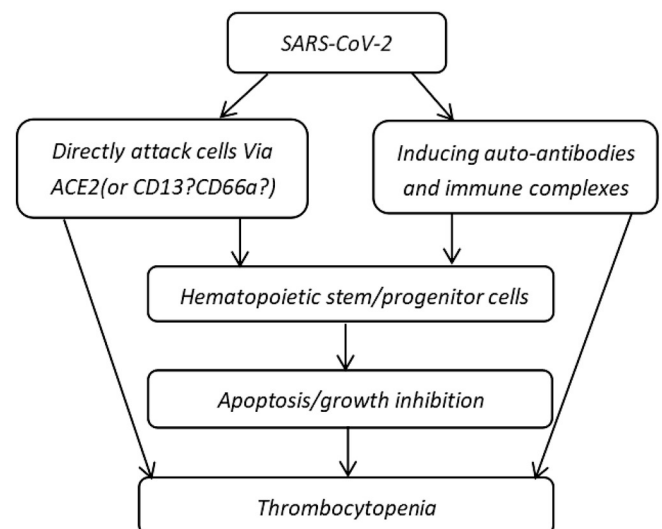 SARS-CoV-2
Directly attack cells Via
ACE2(or CD13?CD66a?)
Inducing auto-antibodies
and immune complexes
Hematopoietic stem/progenitor cells
Apoptosis/growth inhibition
Thrombocytopenia